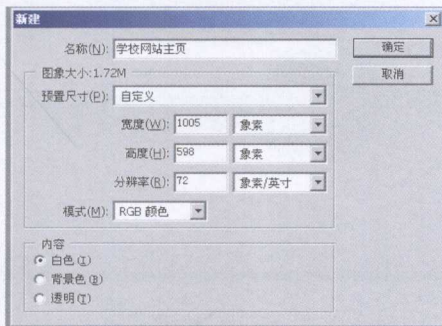 新建
名称(N): 学校网站主页
确定
图象大小:1.72M
取消
预置尺寸(P): 自定义
宽度(W): 1005 象素
高度(H): 598 象素
分辨率(R): 72 象素/英寸
模式(M): RGB 颜色
内容
白色(I)
背景色(B)
透明(T)